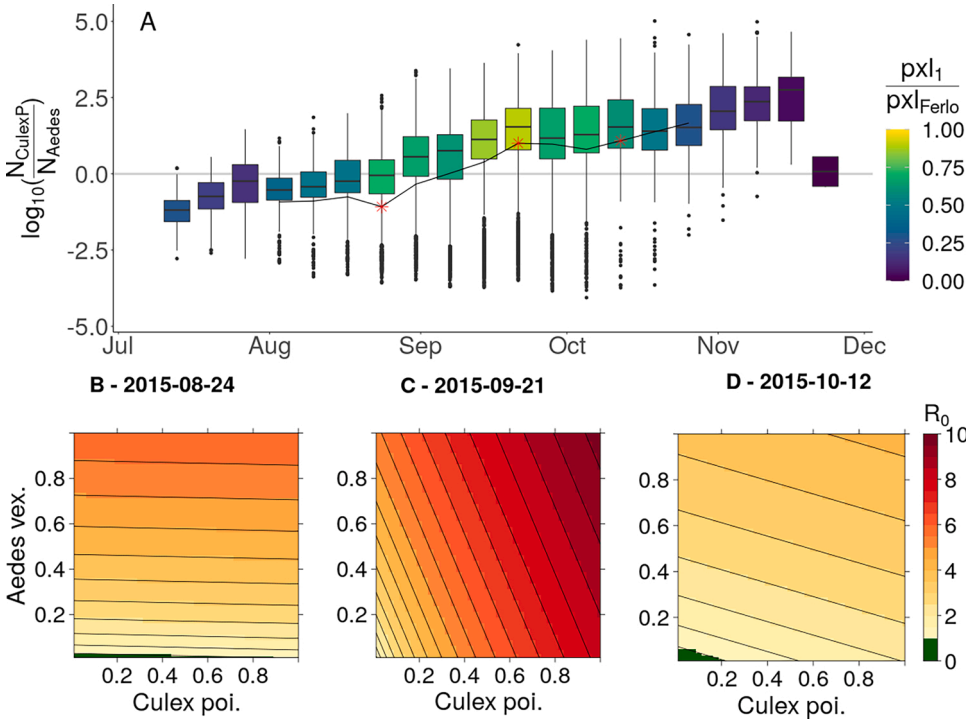 A
5.0
2.5
0.0
-2.5
-5.0
log10(NCulexP/NAedes)
Jul Aug Sep Oct Nov Dec
pxl1
pxlFerlo
1.00
0.75
0.50
0.25
0.00
B - 2015-08-24
C - 2015-09-21
D - 2015-10-12
R0
Aedes vex.
0.8
0.6
0.4
0.2
0.2 0.4 0.6 0.8
Culex poi.
0.8
0.6
0.4
0.2
0.2 0.4 0.6 0.8
Culex poi.
0.8
0.6
0.4
0.2
0.2 0.4 0.6 0.8
Culex poi.
10
8
6
4
2
0